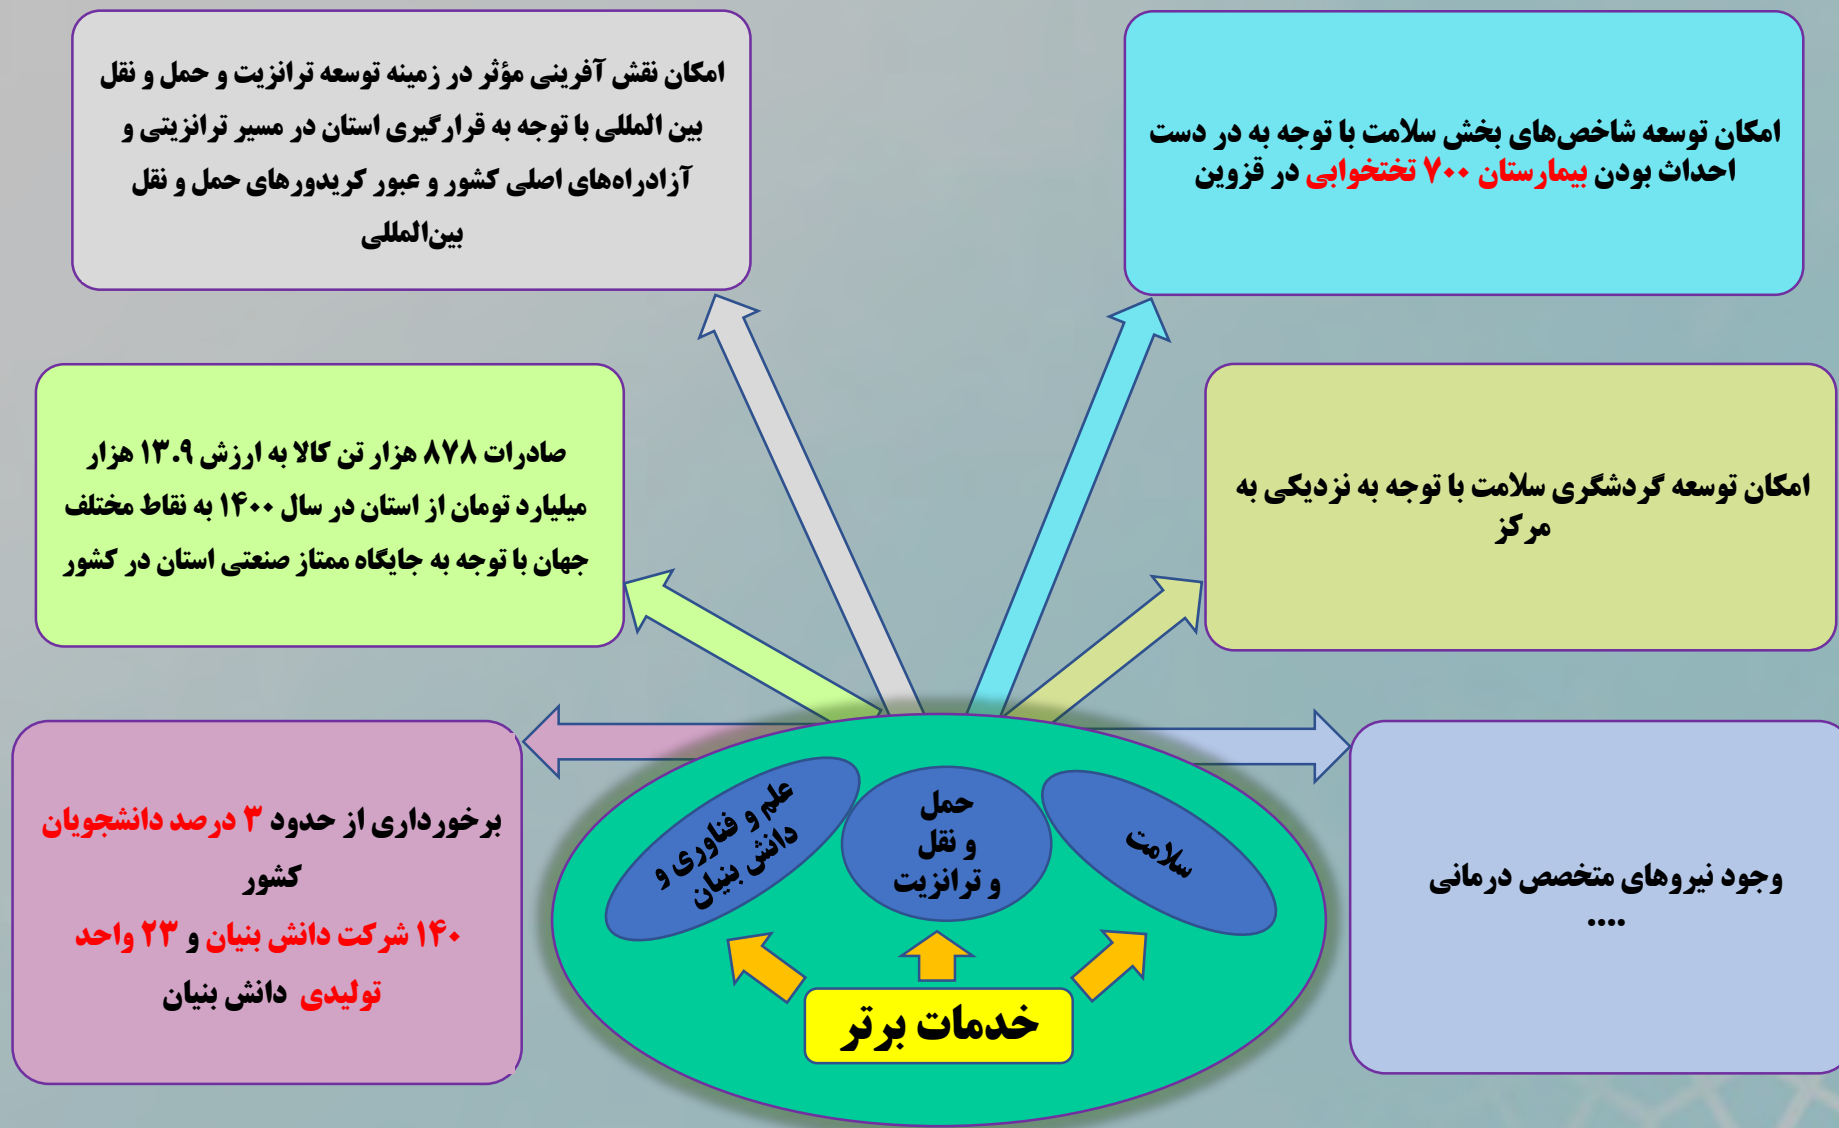 امکان توسعه شاخص‌های بخش سلامت با توجه به در دست
احداث بودن بیمارستان ۷۰۰ تختخوابی در قزوین
امکان نقش آفرینی مؤثر در زمینه توسعه ترانزیت و حمل و نقل
بین المللی با توجه به قرارگیری استان در مسیر ترانزیتی و
آزادراه‌های اصلی کشور و عبور کریدورهای حمل و نقل
بین‌المللی
امکان توسعه گردشگری سلامت با توجه به نزدیکی به
مرکز
صادرات ۸۷۸ هزار تن کالا به ارزش ۱۳.۹ هزار
میلیارد تومان از استان در سال ۱۴۰۰ به نقاط مختلف
جهان با توجه به جایگاه ممتاز صنعتی استان در کشور
وجود نیروهای متخصص درمانی
....
برخورداری از حدود ۳ درصد دانشجویان
کشور
۱۴۰ شرکت دانش بنیان و ۲۳ واحد
تولیدی دانش بنیان
سلامت
حمل
و نقل
و ترانزیت
علم و فناوری و
دانش بنیان
خدمات برتر